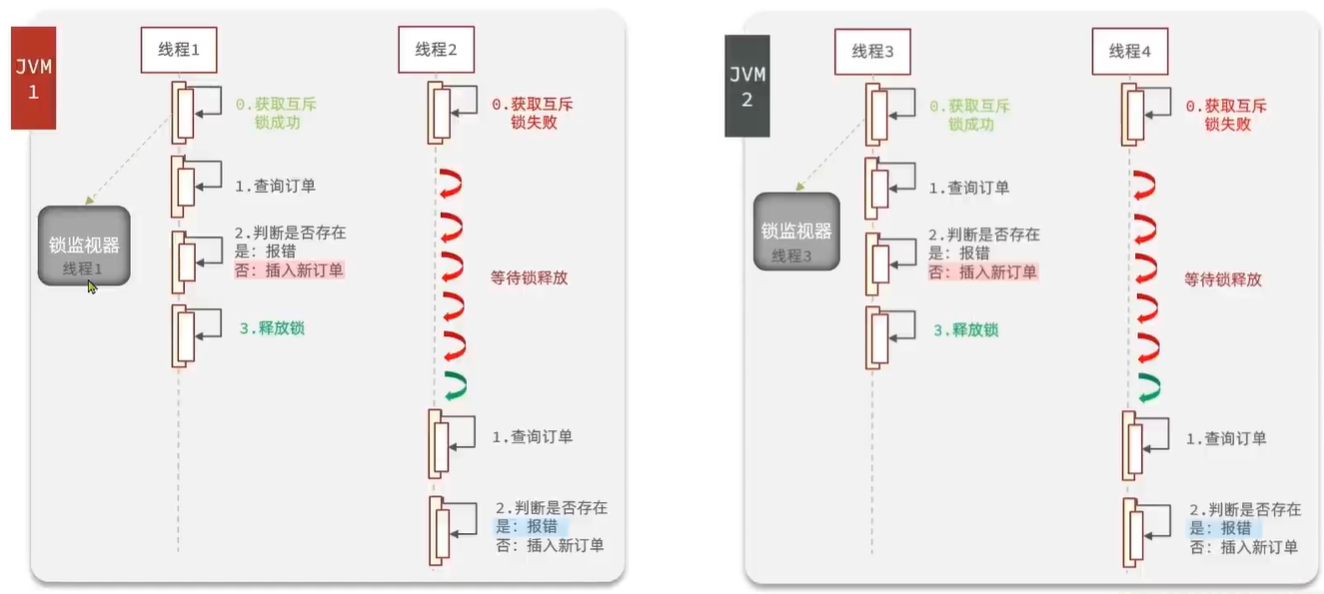 JVM
1
线程1
线程2
0.获取互斥
锁成功
0.获取互斥
锁失败
1.查询订单
锁监视器
线程1
2.判断是否存在
是：报错
否：插入新订单
等待锁释放
3.释放锁
1.查询订单
2.判断是否存在
是：报错
否：插入新订单
JVM
2
线程3
线程4
0.获取互斥
锁成功
0.获取互斥
锁失败
1.查询订单
锁监视器
线程3
2.判断是否存在
是：报错
否：插入新订单
等待锁释放
3.释放锁
1.查询订单
2.判断是否存在
是：报错
否：插入新订单